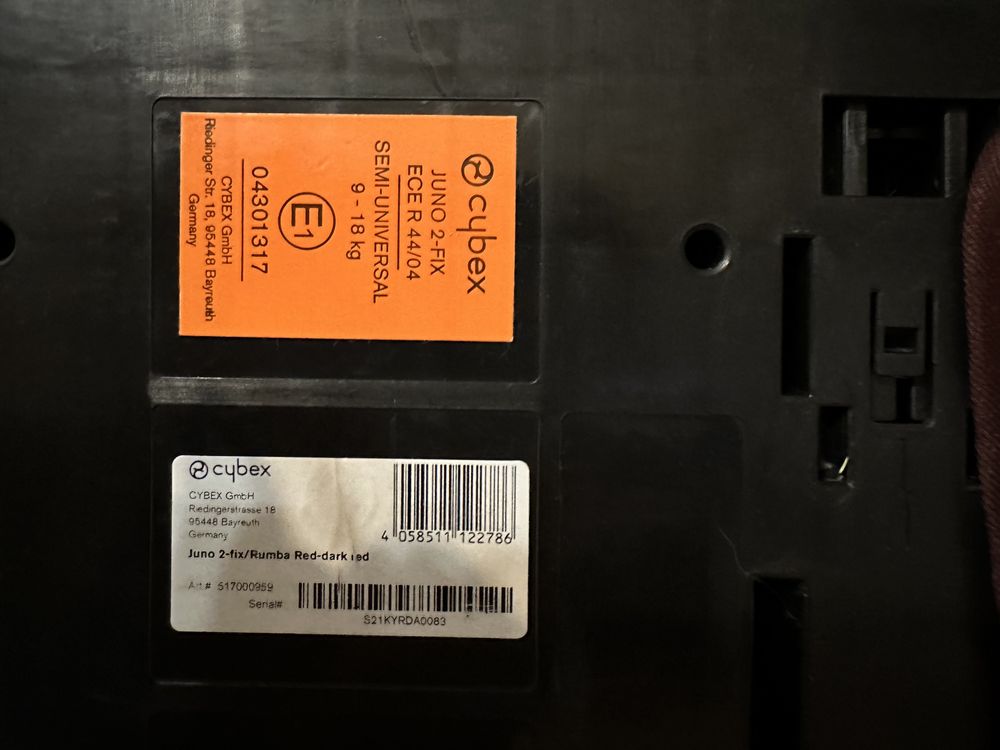 cybex
JUNO 2-FIX
ECE R 44/04
SEMI-UNIVERSAL
9 - 18 kg
E1
04301317
CYBEX GmbH
Riedinger Str. 18, 95448 Bayreuth
Germany
cybex
CYBEX GmbH
Riedingerstrasse 18
95448 Bayreuth
Germany
4 058511 122786
Juno 2-fix/Rumba Red-dark red
Art.# 517000959
Serial#
S21KYRDA0083